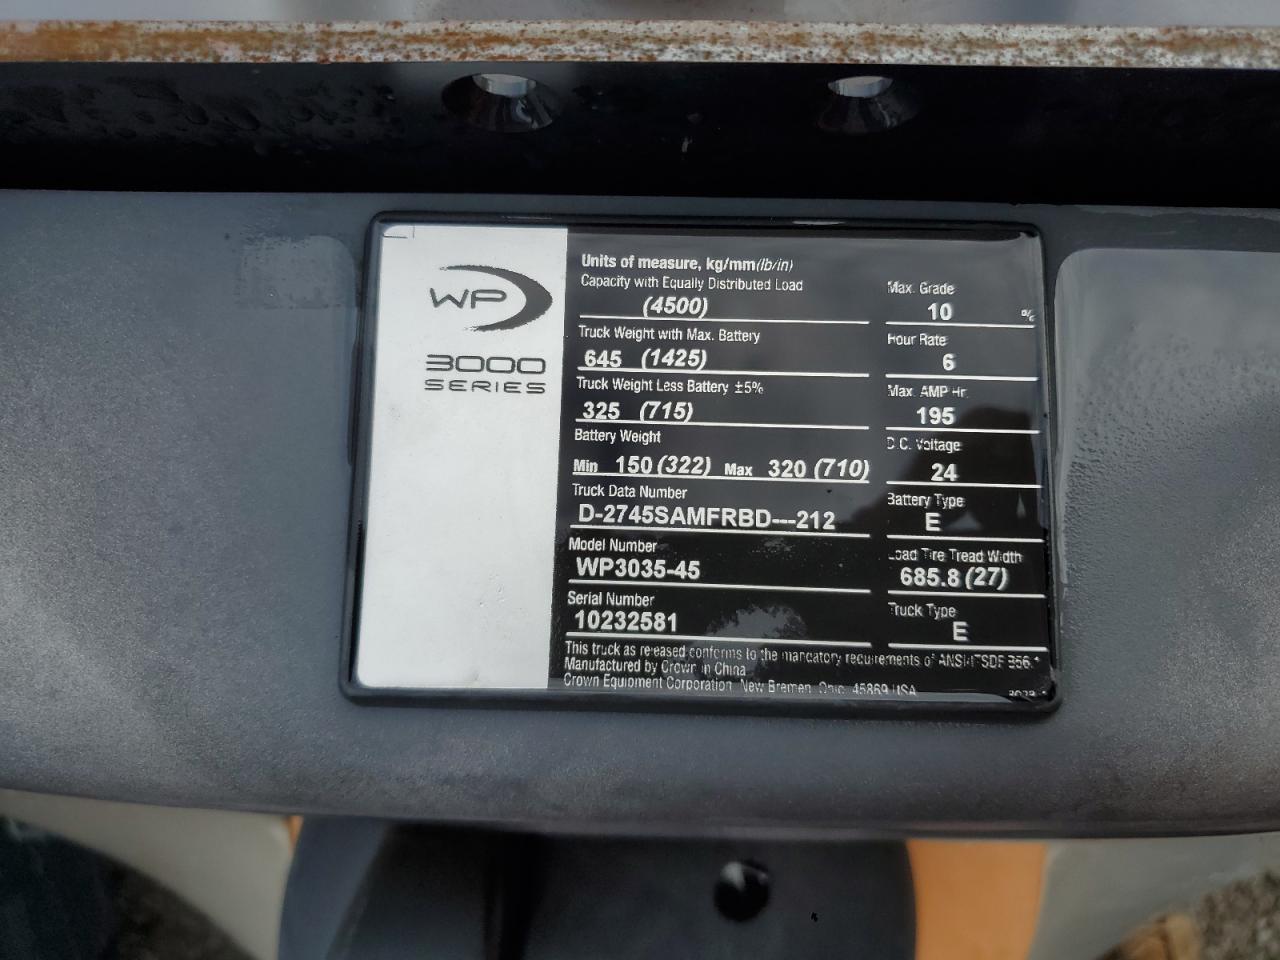 WP
3000
SERIES
Units of measure, kg/mm(lb/in)
Capacity with Equally Distributed Load
(4500)
Truck Weight with Max. Battery
645 (1425)
Truck Weight Less Battery ±5%
325 (715)
Battery Weight
Min 150 (322) Max 320 (710)
Truck Data Number
D-2745SAMFRBD---212
Model Number
WP3035-45
Serial Number
10232581
Max. Grade
10 %
Hour Rate
6
Max. AMP Hr.
195
D.C. Voltage
24
Battery Type
E
Load Tire Tread Width
685.8 (27)
Truck Type
E
This truck as released conforms to the mandatory requirements of ANSI/ITSDF B56.1
Manufactured by Crown in China
Crown Equipment Corporation New Bremen, Ohio 45869 USA